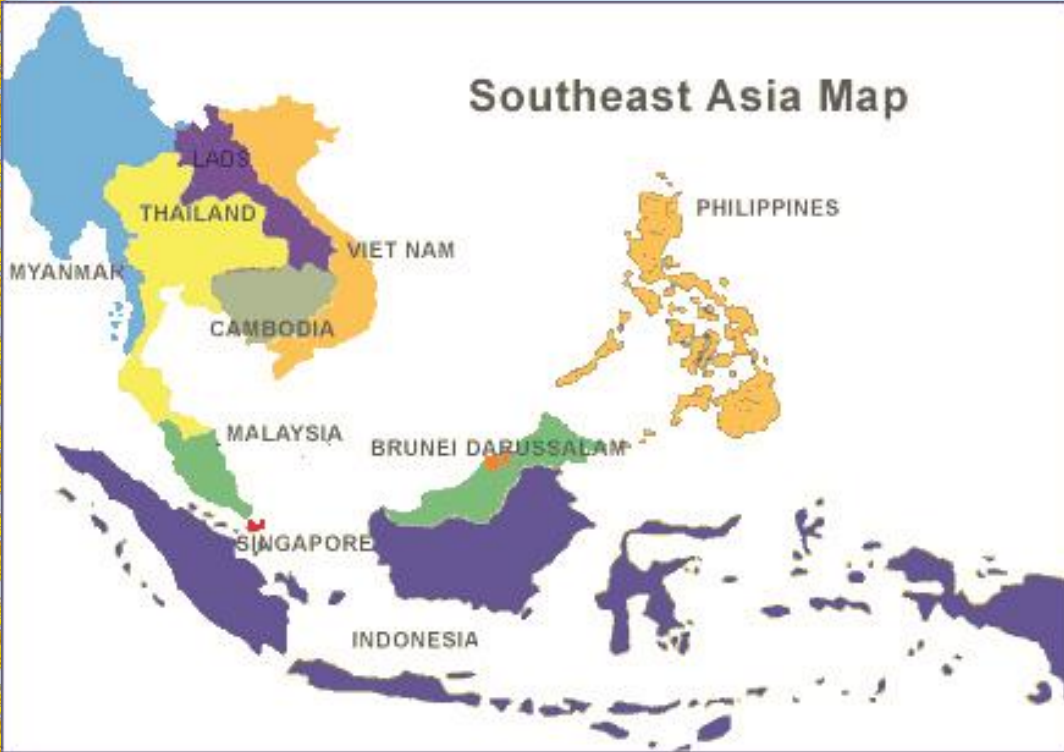 Southeast Asia Map
LAOS
THAILAND
PHILIPPINES
VIET NAM
MYANMAR
CAMBODIA
MALAYSIA
BRUNEI DARUSSALAM
SINGAPORE
INDONESIA